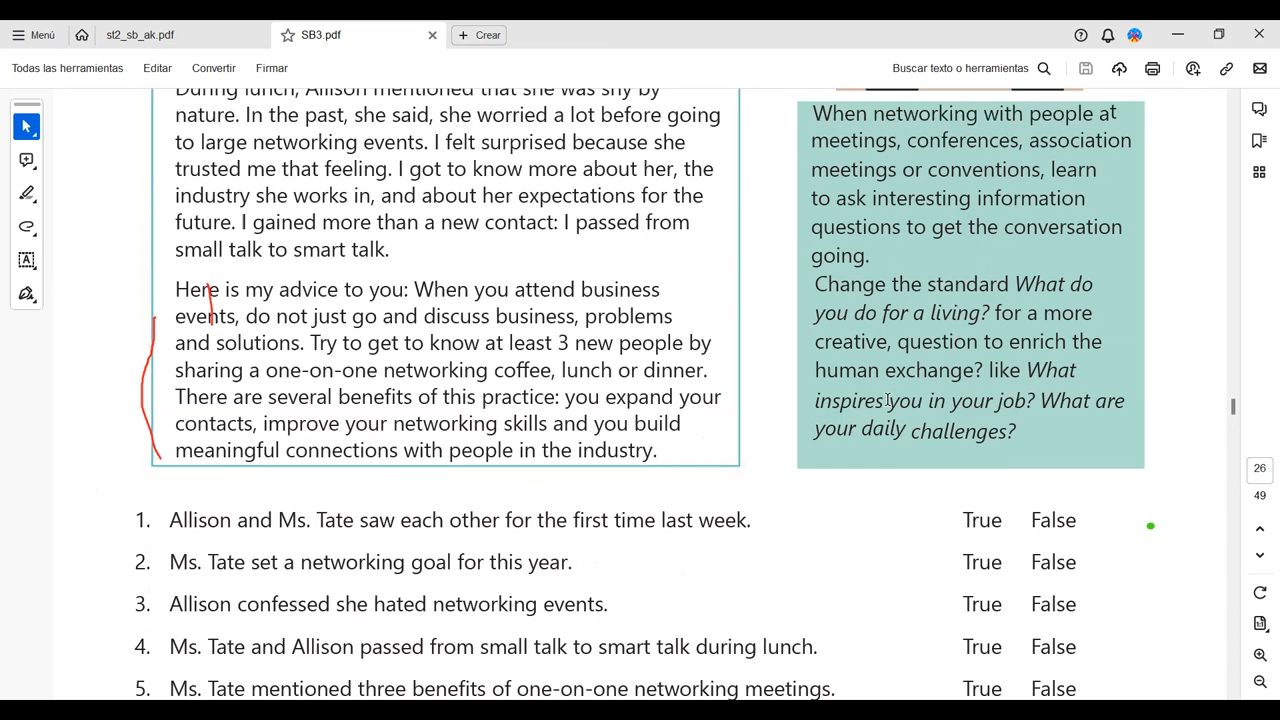 Menú
st2_sb_ak.pdf
SB3.pdf
Crear
Todas las herramientas
Editar
Convertir
Firmar
Buscar texto o herramientas
During lunch, Allison mentioned that she was shy by
nature. In the past, she said, she worried a lot before going
to large networking events. I felt surprised because she
trusted me that feeling. I got to know more about her, the
industry she works in, and about her expectations for the
future. I gained more than a new contact: I passed from
small talk to smart talk.
Here is my advice to you: When you attend business
events, do not just go and discuss business, problems
and solutions. Try to get to know at least 3 new people by
sharing a one-on-one networking coffee, lunch or dinner.
There are several benefits of this practice: you expand your
contacts, improve your networking skills and you build
meaningful connections with people in the industry.
When networking with people at
meetings, conferences, association
meetings or conventions, learn
to ask interesting information
questions to get the conversation
going.
Change the standard What do
you do for a living? for a more
creative, question to enrich the
human exchange? like What
inspires you in your job? What are
your daily challenges?
1. Allison and Ms. Tate saw each other for the first time last week. True False
2. Ms. Tate set a networking goal for this year. True False
3. Allison confessed she hated networking events. True False
4. Ms. Tate and Allison passed from small talk to smart talk during lunch. True False
5. Ms. Tate mentioned three benefits of one-on-one networking meetings. True False
26
49